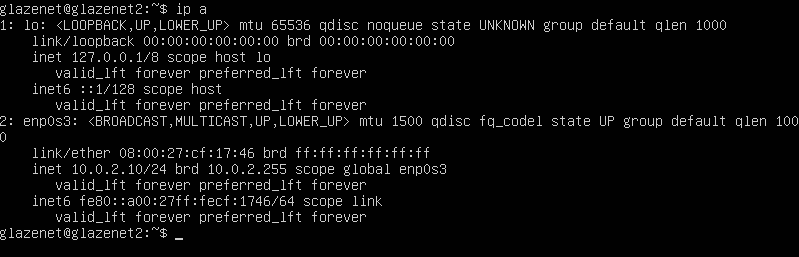 glazenet@glazenet2:~$ ip a
1: lo: <LOOPBACK,UP,LOWER_UP> mtu 65536 qdisc noqueue state UNKNOWN group default qlen 1000
    link/loopback 00:00:00:00:00:00 brd 00:00:00:00:00:00
    inet 127.0.0.1/8 scope host lo
       valid_lft forever preferred_lft forever
    inet6 ::1/128 scope host
       valid_lft forever preferred_lft forever
2: enp0s3: <BROADCAST,MULTICAST,UP,LOWER_UP> mtu 1500 qdisc fq_codel state UP group default qlen 100
0
    link/ether 08:00:27:cf:17:46 brd ff:ff:ff:ff:ff:ff
    inet 10.0.2.10/24 brd 10.0.2.255 scope global enp0s3
       valid_lft forever preferred_lft forever
    inet6 fe80::a00:27ff:fecf:1746/64 scope link
       valid_lft forever preferred_lft forever
glazenet@glazenet2:~$ _